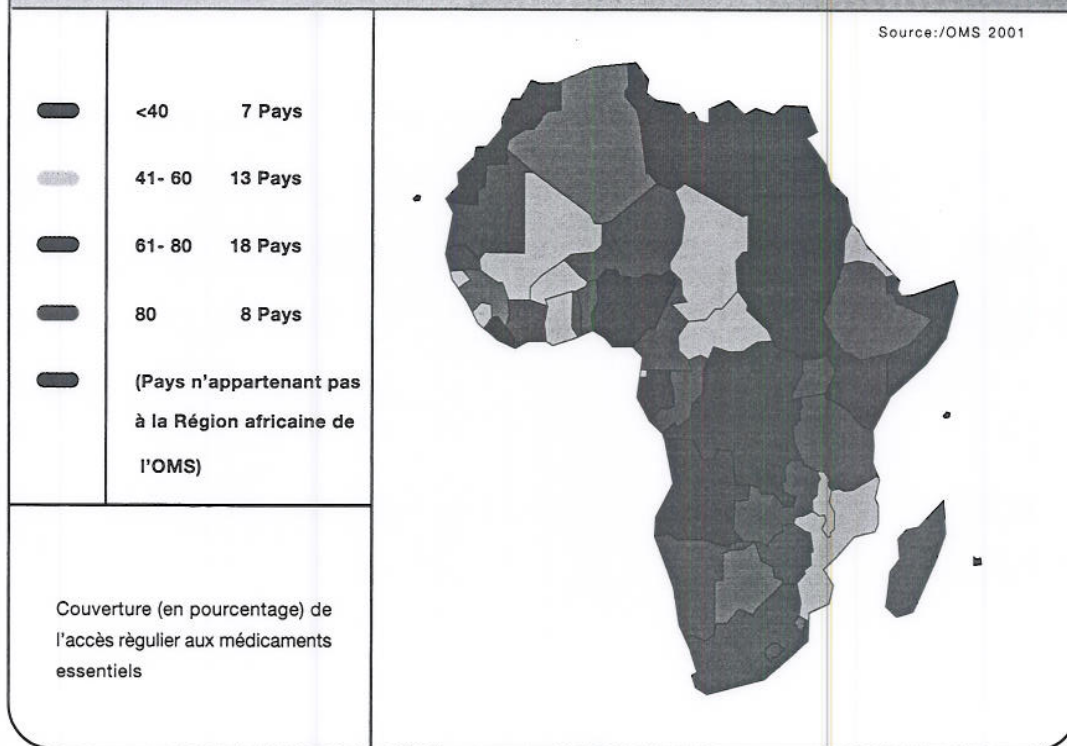 Source:/OMS 2001
<40 7 Pays
41- 60 13 Pays
61- 80 18 Pays
80 8 Pays
(Pays n'appartenant pas
à la Région africaine de
l'OMS)
Couverture (en pourcentage) de
l'accès règulier aux médicaments
essentiels